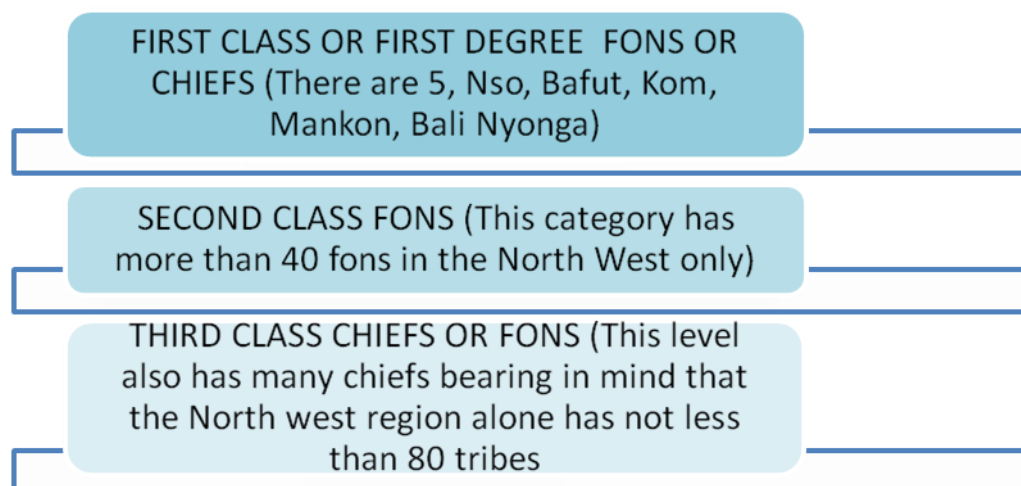 FIRST CLASS OR FIRST DEGREE  FONS OR
CHIEFS (There are 5, Nso, Bafut, Kom,
Mankon, Bali Nyonga)
SECOND CLASS FONS (This category has
more than 40 fons in the North West only)
THIRD CLASS CHIEFS OR FONS (This level
also has many chiefs bearing in mind that
the North west region alone has not less
than 80 tribes